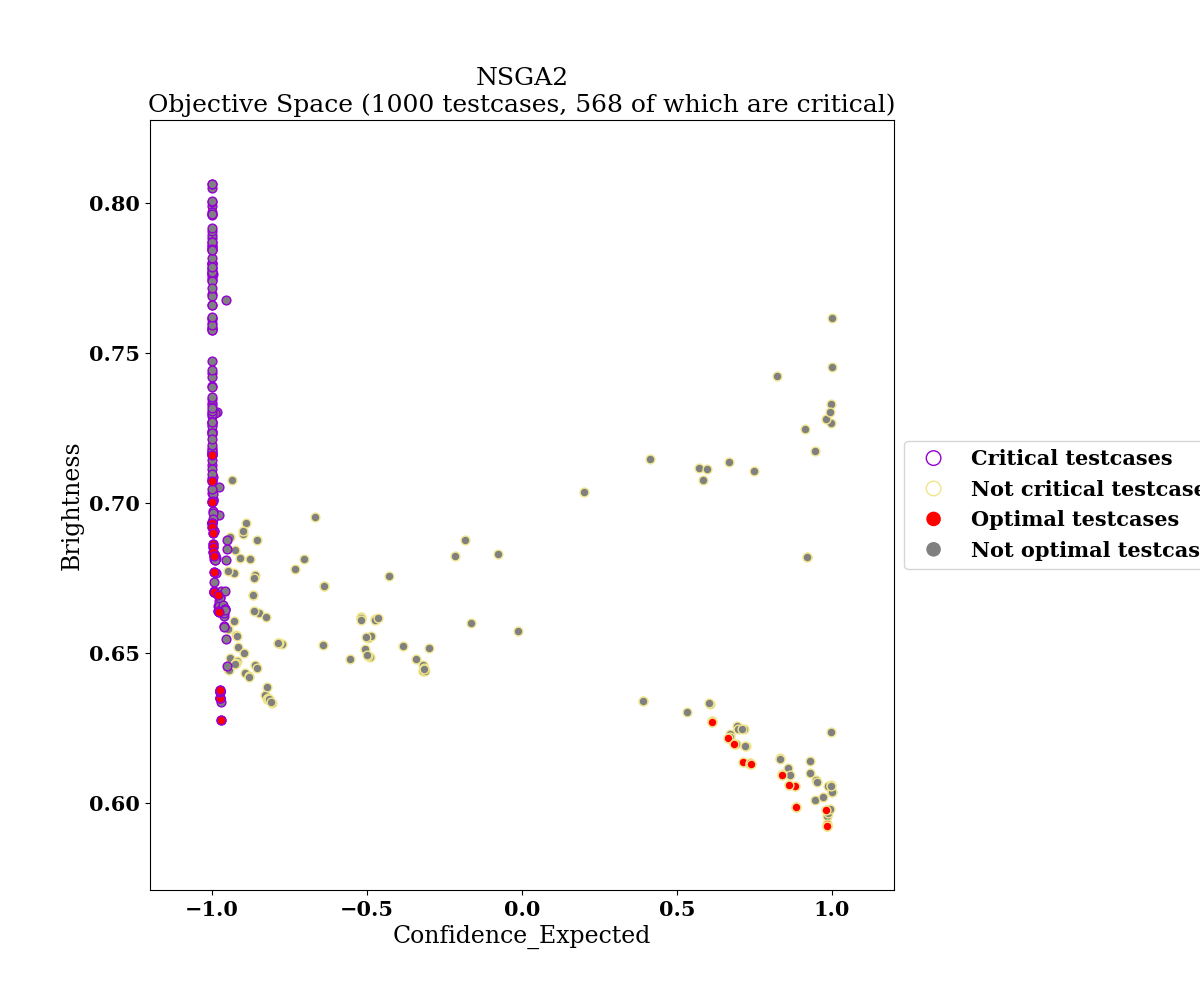 NSGA2
Objective Space (1000 testcases, 568 of which are critical)
0.80
0.75
0.70
0.65
0.60
Brightness
−1.0
−0.5
0.0
0.5
1.0
Confidence_Expected
Critical testcases
Not critical testcase
Optimal testcases
Not optimal testcas